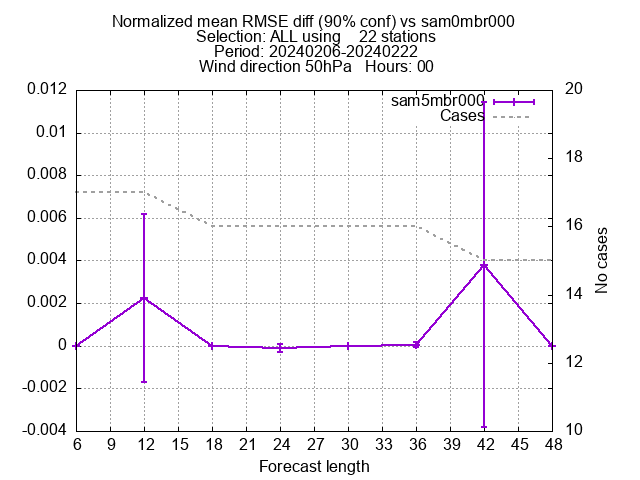 Normalized mean RMSE diff (90% conf) vs sam0mbr000
Selection: ALL using    22 stations
Period: 20240206-20240222
Wind direction 50hPa   Hours: 00
sam5mbr000
Cases
0.012
0.01
0.008
0.006
0.004
0.002
0
-0.002
-0.004
20
18
16
14
12
10
No cases
6 9 12 15 18 21 24 27 30 33 36 39 42 45 48
Forecast length